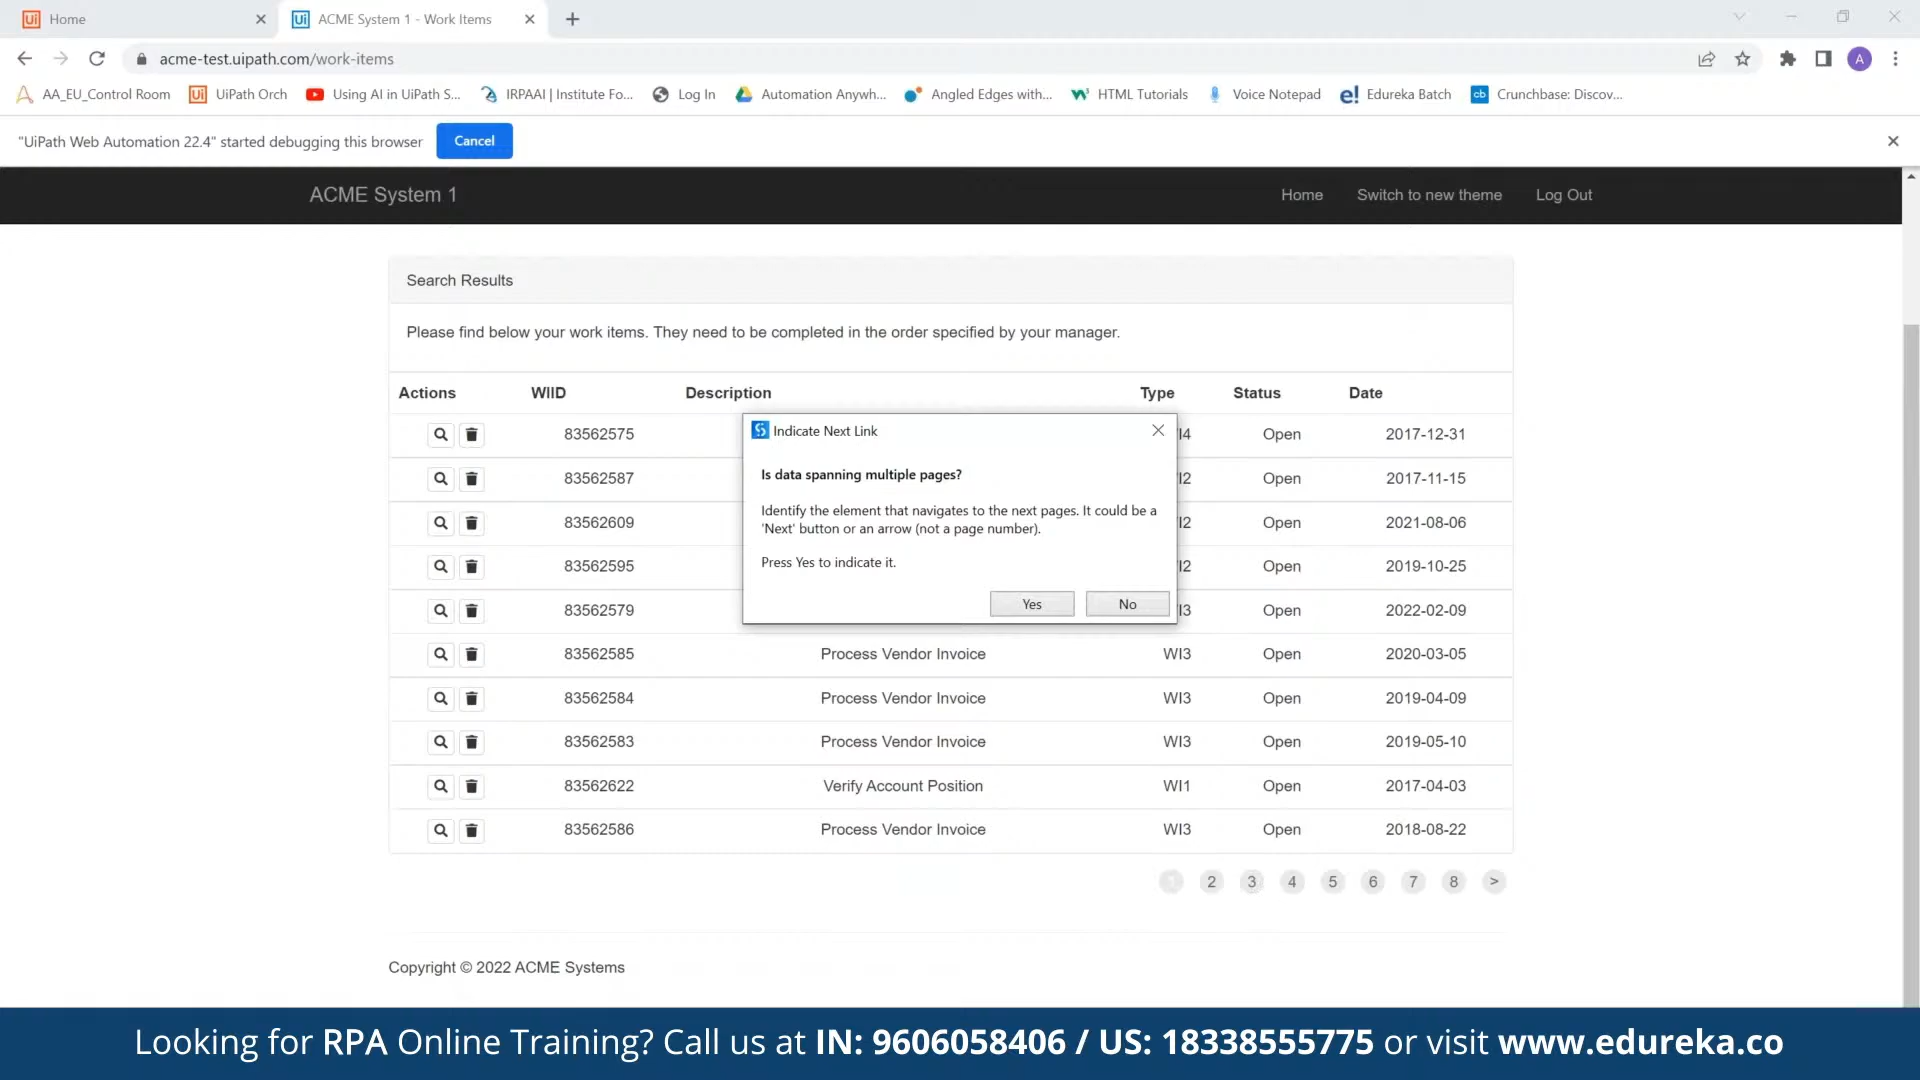 Home
ACME System 1 - Work Items
acme-test.uipath.com/work-items
A
AA_EU_Control Room
UiPath Orch
Using AI in UiPath S...
IRPAAI | Institute Fo...
Log In
Automation Anywh...
Angled Edges with...
HTML Tutorials
Voice Notepad
Edureka Batch
Crunchbase: Discov...
"UiPath Web Automation 22.4" started debugging this browser
Cancel
ACME System 1
Home
Switch to new theme
Log Out
Search Results
Please find below your work items. They need to be completed in the order specified by your manager.
Actions WIID Description Type Status Date
83562575 I4 Open 2017-12-31
83562587 I2 Open 2017-11-15
83562609 I2 Open 2021-08-06
83562595 I2 Open 2019-10-25
83562579 I3 Open 2022-02-09
83562585 Process Vendor Invoice WI3 Open 2020-03-05
83562584 Process Vendor Invoice WI3 Open 2019-04-09
83562583 Process Vendor Invoice WI3 Open 2019-05-10
83562622 Verify Account Position WI1 Open 2017-04-03
83562586 Process Vendor Invoice WI3 Open 2018-08-22
Indicate Next Link
Is data spanning multiple pages?
Identify the element that navigates to the next pages. It could be a
'Next' button or an arrow (not a page number).
Press Yes to indicate it.
Yes No
1 2 3 4 5 6 7 8 >
Copyright © 2022 ACME Systems
Looking for RPA Online Training? Call us at IN: 9606058406 / US: 18338555775 or visit www.edureka.co